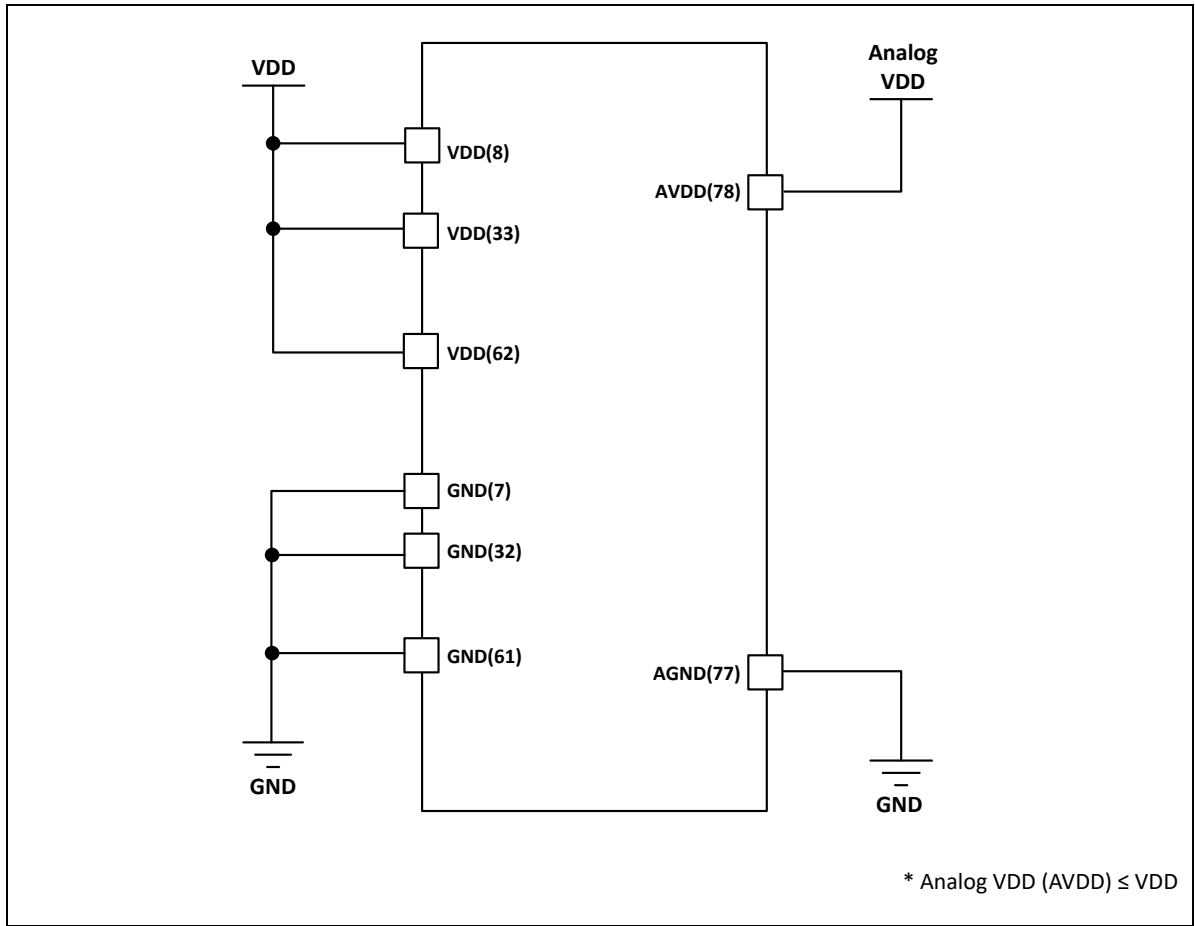 VDD
Analog
VDD
VDD(8)
AVDD(78)
VDD(33)
VDD(62)
GND(7)
GND(32)
GND(61)
AGND(77)
GND
GND
* Analog VDD (AVDD) ≤ VDD